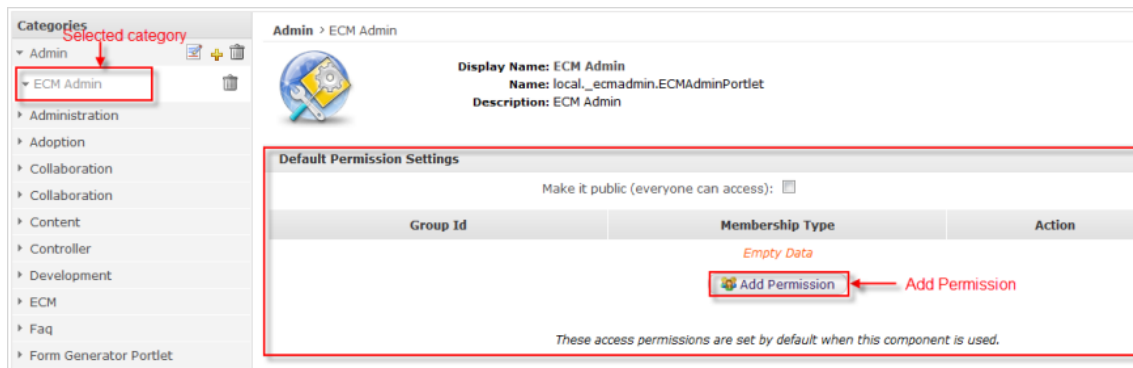 Categories
Selected category
Admin
ECM Admin
Administration
Adoption
Collaboration
Collaboration
Content
Controller
Development
ECM
Faq
Form Generator Portlet
Admin > ECM Admin
Display Name: ECM Admin
Name: local._ecmadmin.ECMAdminPortlet
Description: ECM Admin
Default Permission Settings
Make it public (everyone can access):
Group Id Membership Type Action
Empty Data
Add Permission Add Permission
These access permissions are set by default when this component is used.